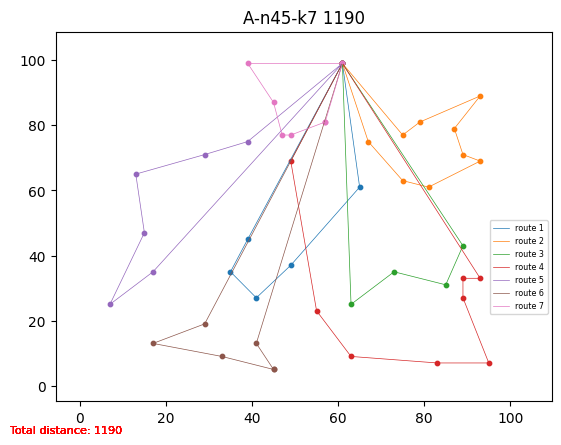 A-n45-k7 1190
100
80
60
40
20
0
route 1
route 2
route 3
route 4
route 5
route 6
route 7
0 20 40 60 80 100
Total distance: 1190